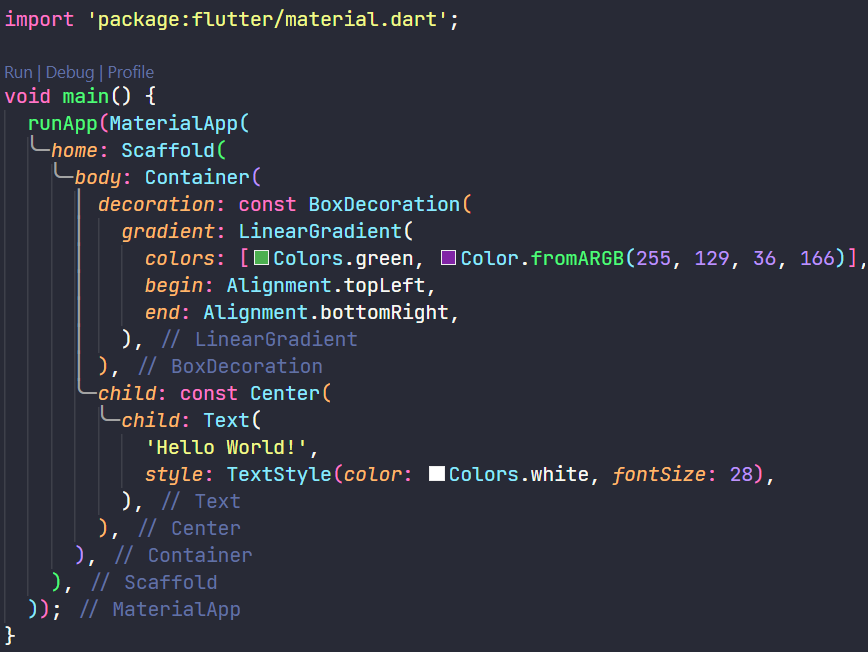 import 'package:flutter/material.dart';
Run | Debug | Profile
void main() {
  runApp(MaterialApp(
    home: Scaffold(
      body: Container(
        decoration: const BoxDecoration(
          gradient: LinearGradient(
            colors: [Colors.green, Color.fromARGB(255, 129, 36, 166)],
            begin: Alignment.topLeft,
            end: Alignment.bottomRight,
          ), // LinearGradient
        ), // BoxDecoration
        child: const Center(
          child: Text(
            'Hello World!',
            style: TextStyle(color: Colors.white, fontSize: 28),
          ), // Text
        ), // Center
      ), // Container
    ), // Scaffold
  )); // MaterialApp
}